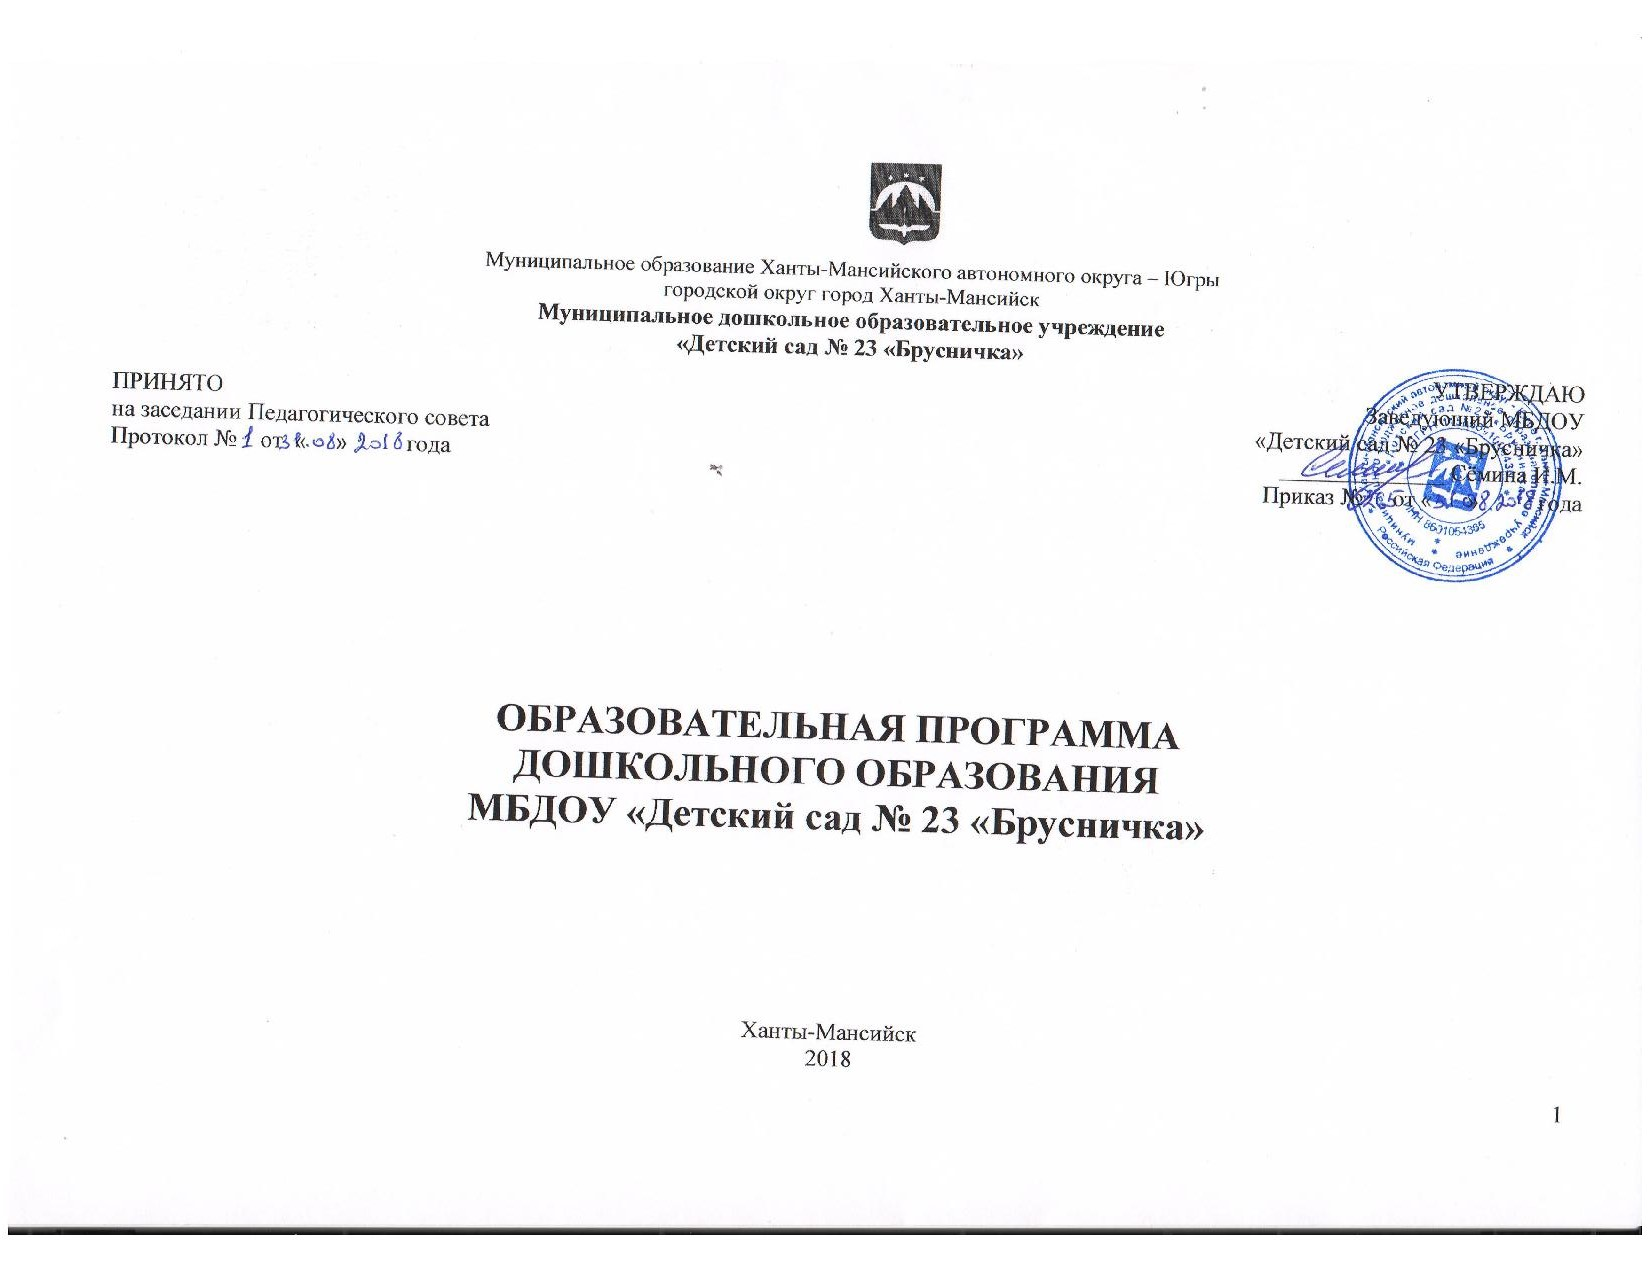 Муниципальное образование Ханты-Мансийского автономного округа – Югры
городской округ город Ханты-Мансийск
Муниципальное дошкольное образовательное учреждение
«Детский сад № 23 «Брусничка»
ПРИНЯТО
на заседании Педагогического совета
Протокол № 1 от 31 «.08» 2018 года
УТВЕРЖДАЮ
Заведующий МБДОУ
«Детский сад № 23 «Брусничка»
Сёмина И.М.
Приказ № от « года
Российская Федерация
ОБРАЗОВАТЕЛЬНАЯ ПРОГРАММА
ДОШКОЛЬНОГО ОБРАЗОВАНИЯ
МБДОУ «Детский сад № 23 «Брусничка»
Ханты-Мансийск
2018
1